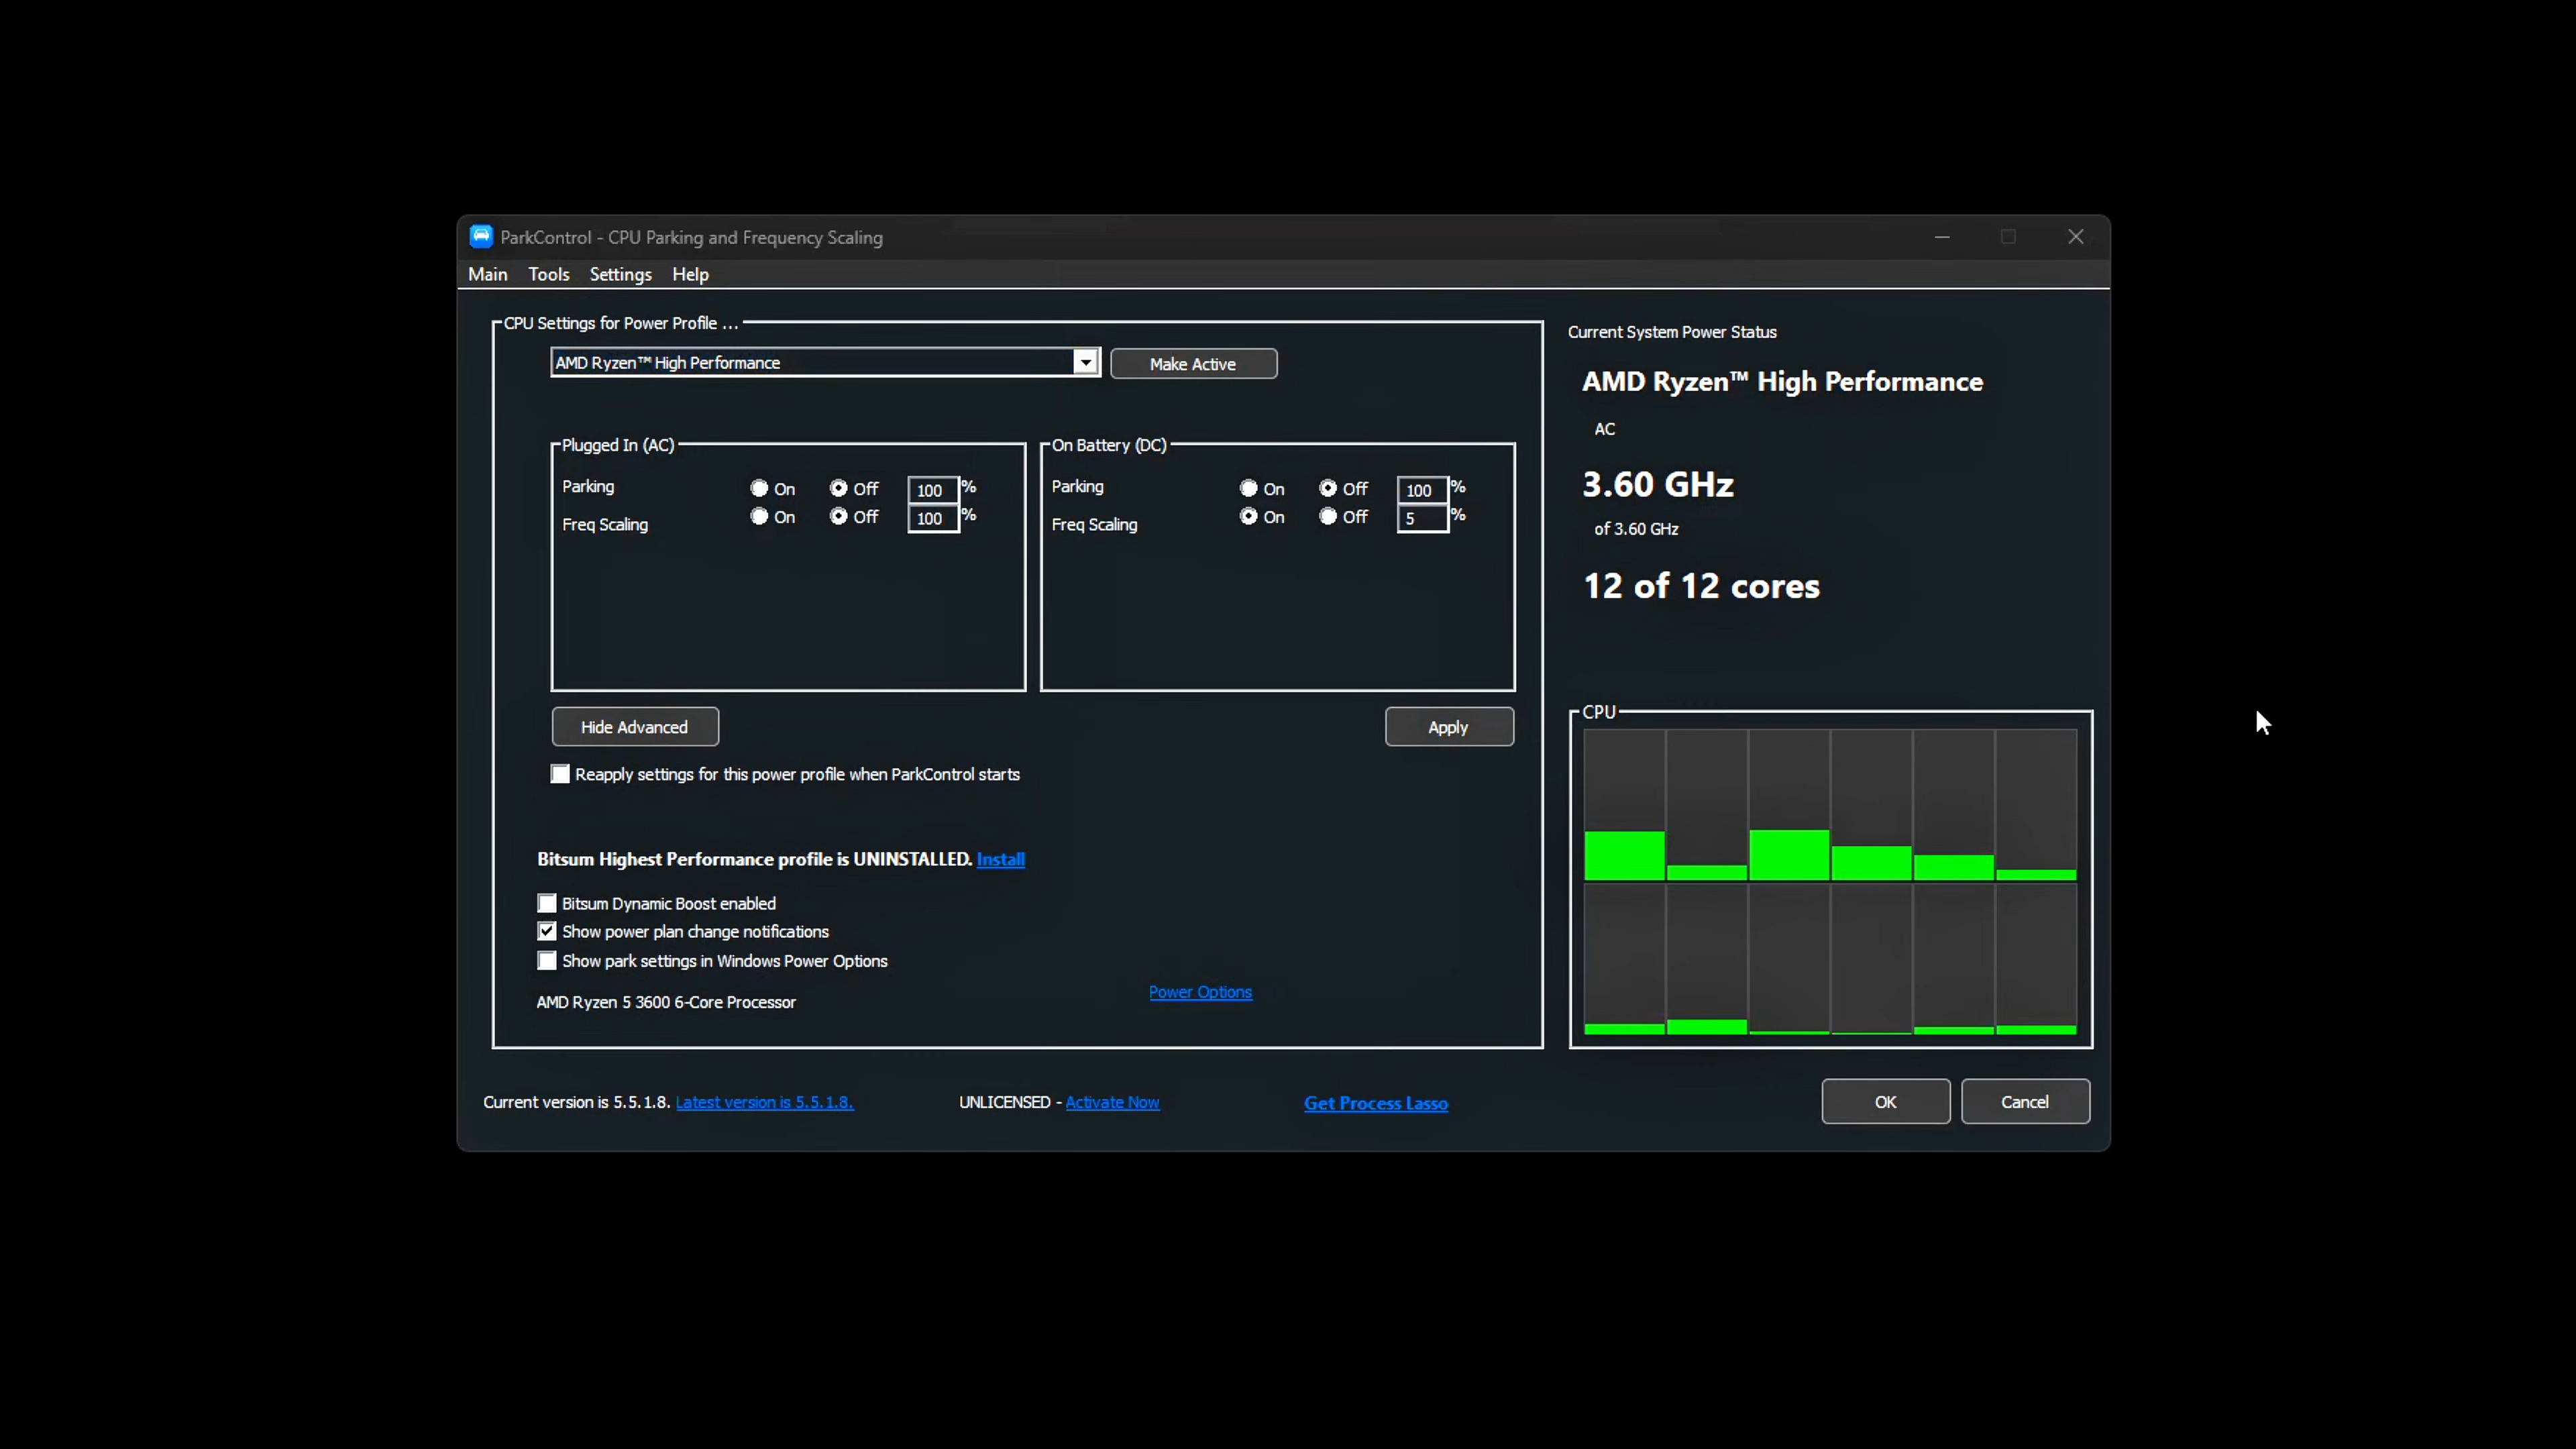 ParkControl - CPU Parking and Frequency Scaling
Main Tools Settings Help
CPU Settings for Power Profile ...
AMD Ryzen™ High Performance
Make Active
Plugged In (AC)
Parking On Off 100 %
Freq Scaling On Off 100 %
On Battery (DC)
Parking On Off 100 %
Freq Scaling On Off 5 %
Hide Advanced
Apply
Reapply settings for this power profile when ParkControl starts
Bitsum Highest Performance profile is UNINSTALLED. Install
Bitsum Dynamic Boost enabled
Show power plan change notifications
Show park settings in Windows Power Options
Power Options
AMD Ryzen 5 3600 6-Core Processor
Current System Power Status
AMD Ryzen™ High Performance
AC
3.60 GHz
of 3.60 GHz
12 of 12 cores
CPU
Current version is 5.5.1.8. Latest version is 5.5.1.8.
UNLICENSED - Activate Now
Get Process Lasso
OK
Cancel